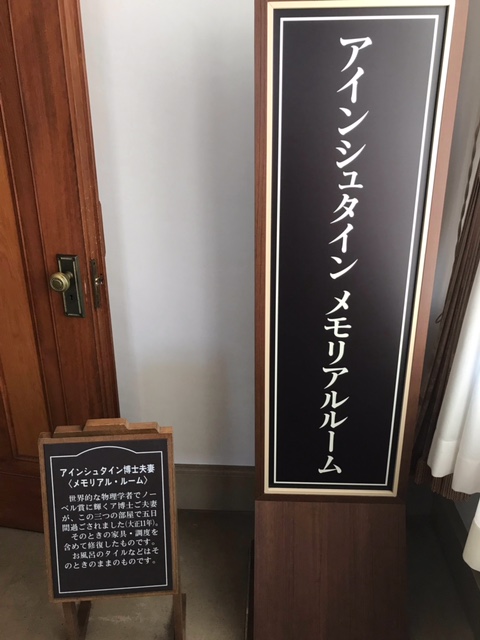 アインシュタイン メモリアルルーム
アインシュタイン博士夫妻
〈メモリアル・ルーム〉
世界的な物理学者でノー
ベル賞に輝くア博士ご夫妻
が、この三つの部屋で五日
間過ごされました(大正11年)。
そのときの家具・調度を
含めて修復したものです。
お風呂のタイルなどはそ
のときのままのものです。